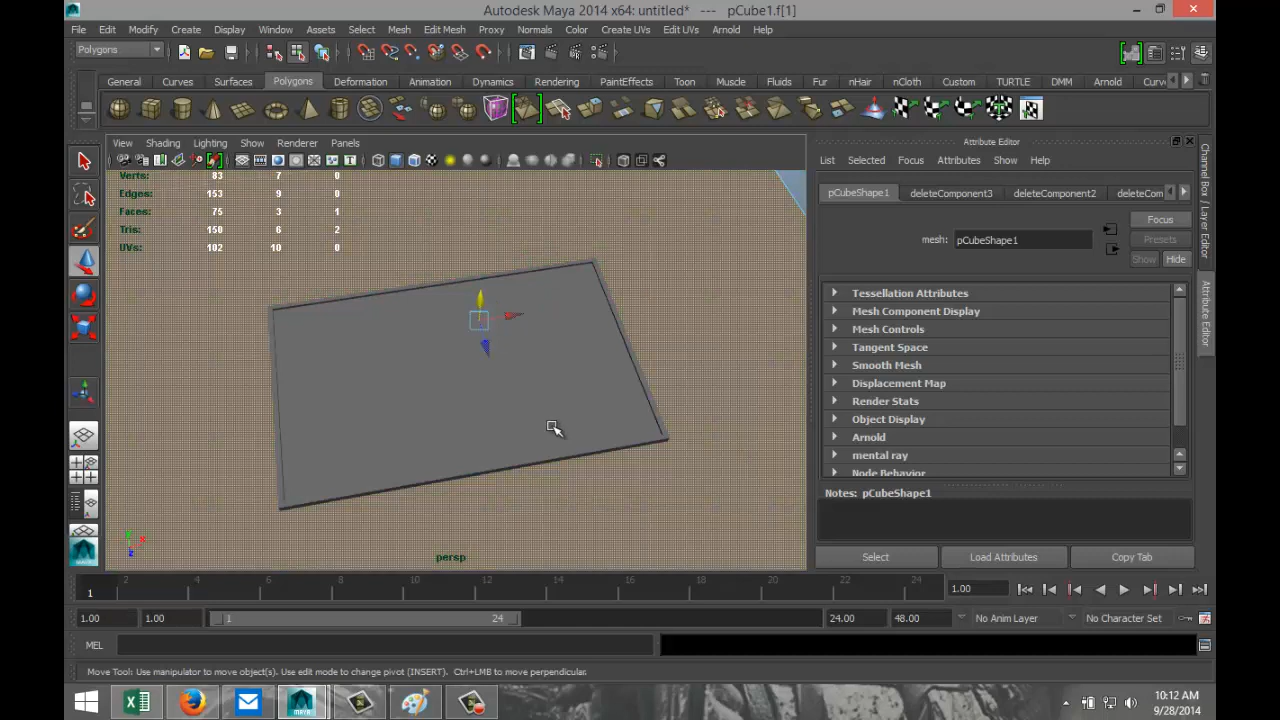 Autodesk Maya 2014 x64: untitled* --- pCube1.f[1]
File Edit Modify Create Display Window Assets Select Mesh Edit Mesh Proxy Normals Color Create UVs Edit UVs Arnold Help
Polygons
General Curves Surfaces Polygons Deformation Animation Dynamics Rendering PaintEffects Toon Muscle Fluids Fur nHair nCloth Custom TURTLE DMM Arnold Curv
View Shading Lighting Show Renderer Panels
Verts: 83 7 0
Edges: 153 9 0
Faces: 75 3 1
Tris: 150 6 2
UVs: 102 10 0
persp
Attribute Editor
List Selected Focus Attributes Show Help
pCubeShape1 deleteComponent3 deleteComponent2 deleteCom
Focus
Presets
mesh: pCubeShape1
Show Hide
Tessellation Attributes
Mesh Component Display
Mesh Controls
Tangent Space
Smooth Mesh
Displacement Map
Render Stats
Object Display
Arnold
mental ray
Node Behavior
Notes: pCubeShape1
Select Load Attributes Copy Tab
Channel Box / Layer Editor
Attribute Editor
2 4 6 8 10 12 14 16 18 20 22 24
1
1.00
1.00 1.00 1 24 24.00 48.00 No Anim Layer No Character Set
MEL
Move Tool: Use manipulator to move object(s). Use edit mode to change pivot (INSERT). Ctrl+LMB to move perpendicular.
10:12 AM
9/28/2014